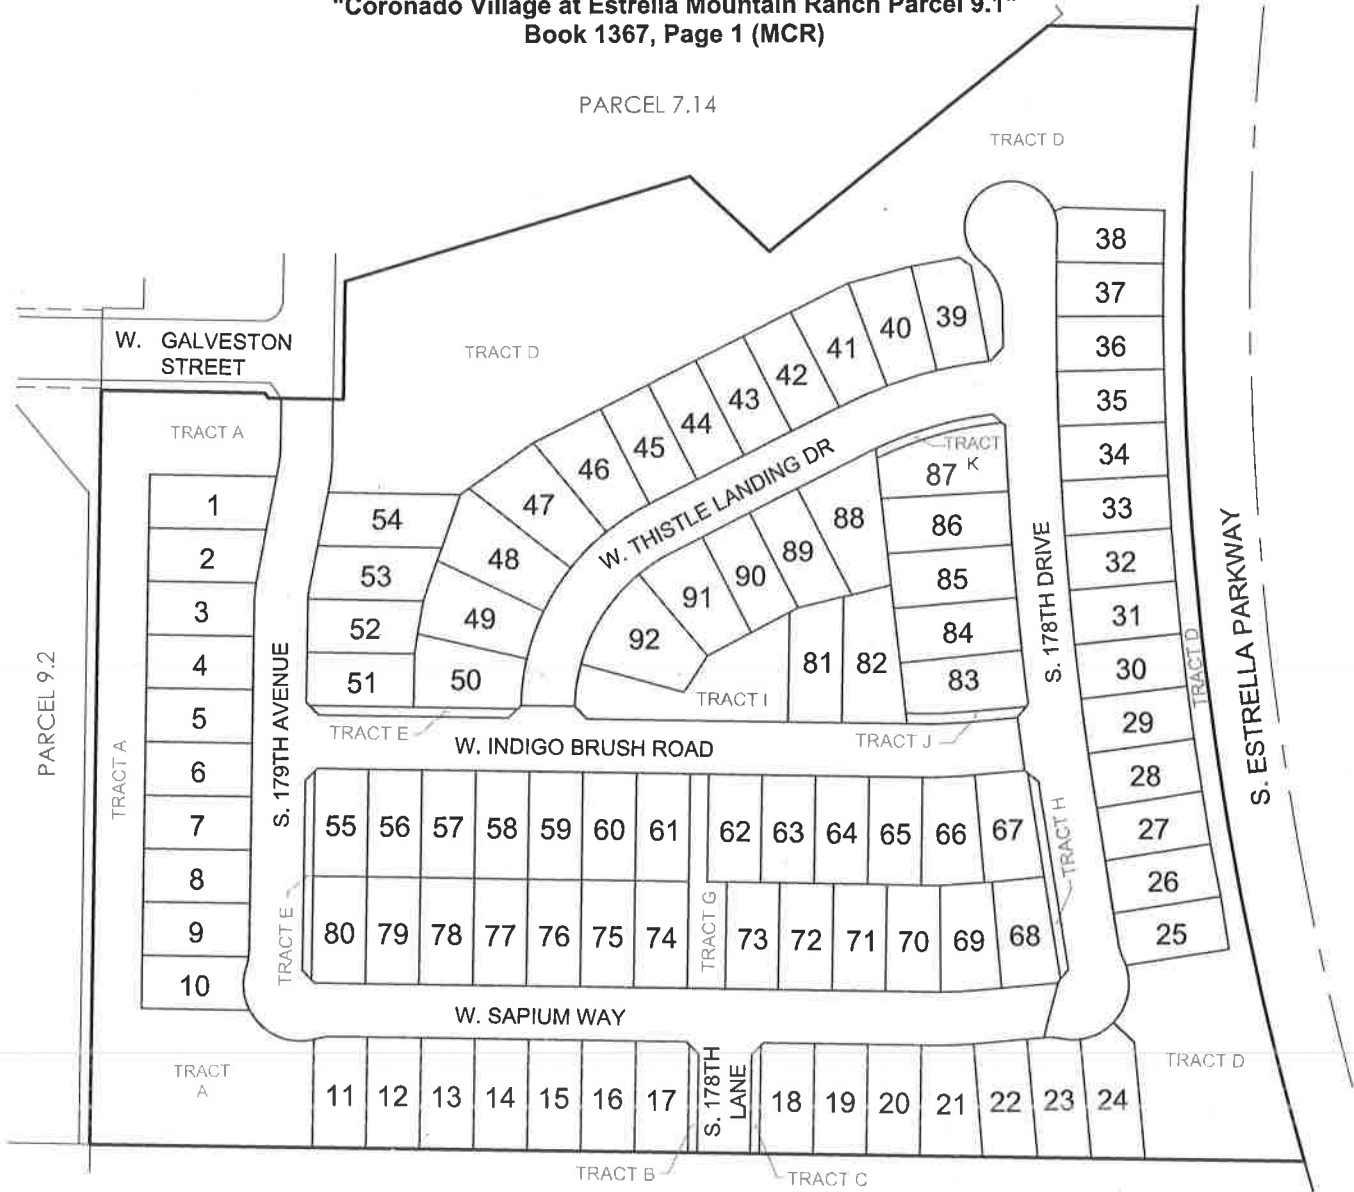 "Coronado Village at Estrella Mountain Ranch Parcel 9.1"
Book 1367, Page 1 (MCR)
PARCEL 7.14
TRACT D
38
37
36
35
34
33
32
31
30
29
28
27
26
25
39
40
41
42
43
44
45
46
47
48
49
50
W. GALVESTON
STREET
TRACT D
TRACT A
1
2
3
4
5
6
7
8
9
10
54
53
52
51
W. THISTLE LANDING DR
TRACT
K
87
86
85
84
83
88
89
90
91
92
81
82
TRACT I
TRACT J
TRACT E
S. 178TH DRIVE
TRACT D
S. ESTRELLA PARKWAY
PARCEL 9.2
TRACT A
S. 179TH AVENUE
W. INDIGO BRUSH ROAD
55 56 57 58 59 60 61 62 63 64 65 66 67
TRACT H
TRACT E
80 79 78 77 76 75 74
TRACT G
73 72 71 70 69 68
W. SAPIUM WAY
TRACT
A
11 12 13 14 15 16 17
S. 178TH
LANE
18 19 20 21 22 23 24
TRACT D
TRACT B
TRACT C